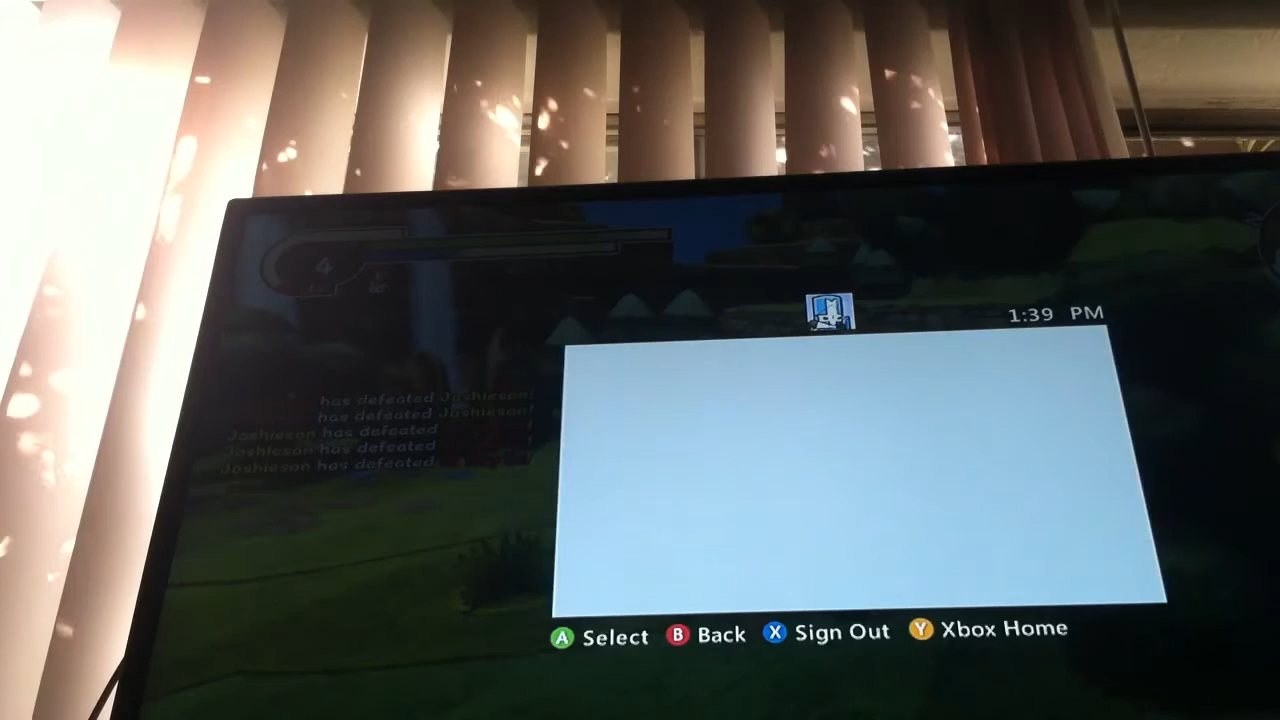 4
1:39 PM
has defeated Joshieson!
has defeated Joshieson!
Joshieson has defeated
Joshieson has defeated
Joshieson has defeated
A Select B Back X Sign Out Y Xbox Home